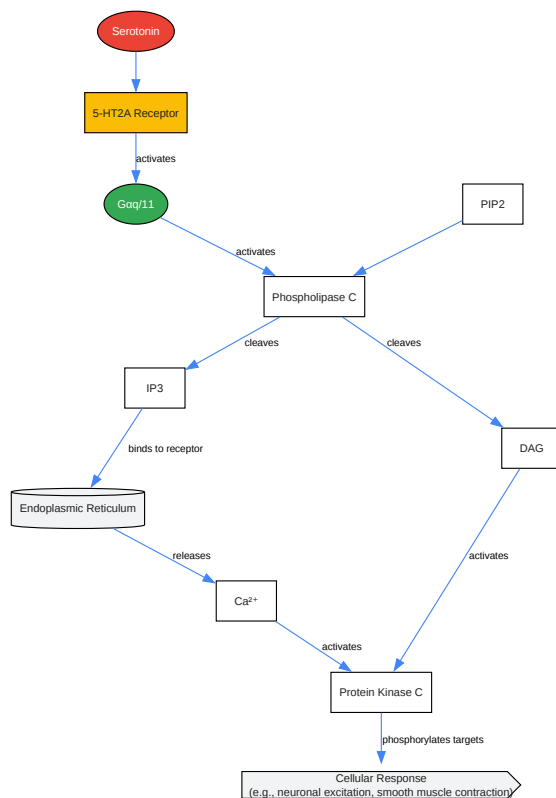 Serotonin
5-HT2A Receptor
activates
Gαq/11
PIP2
activates
Phospholipase C
cleaves
cleaves
IP3
binds to receptor
DAG
Endoplasmic Reticulum
releases
activates
Ca²⁺
activates
Protein Kinase C
phosphorylates targets
Cellular Response
(e.g., neuronal excitation, smooth muscle contraction)